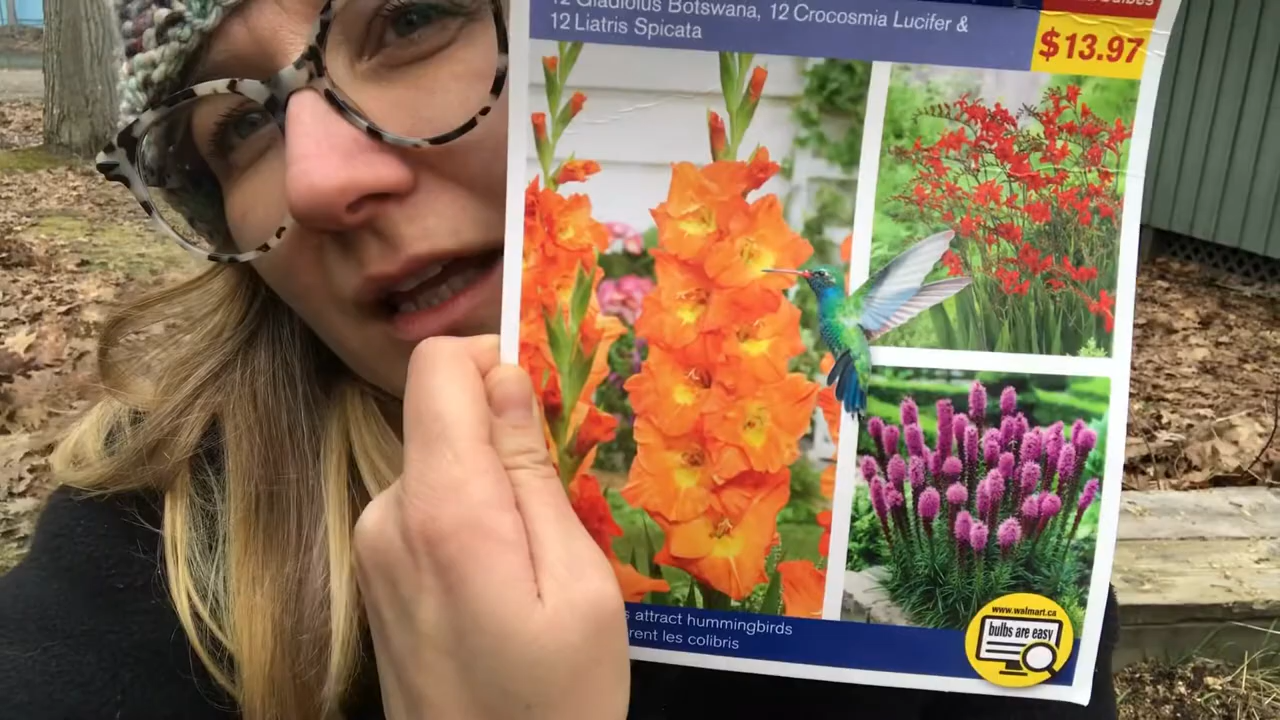 12 Gladiolus Botswana, 12 Crocosmia Lucifer &
12 Liatris Spicata
$13.97
attract hummingbirds
les colibris
www.walmart.ca
bulbs are easy